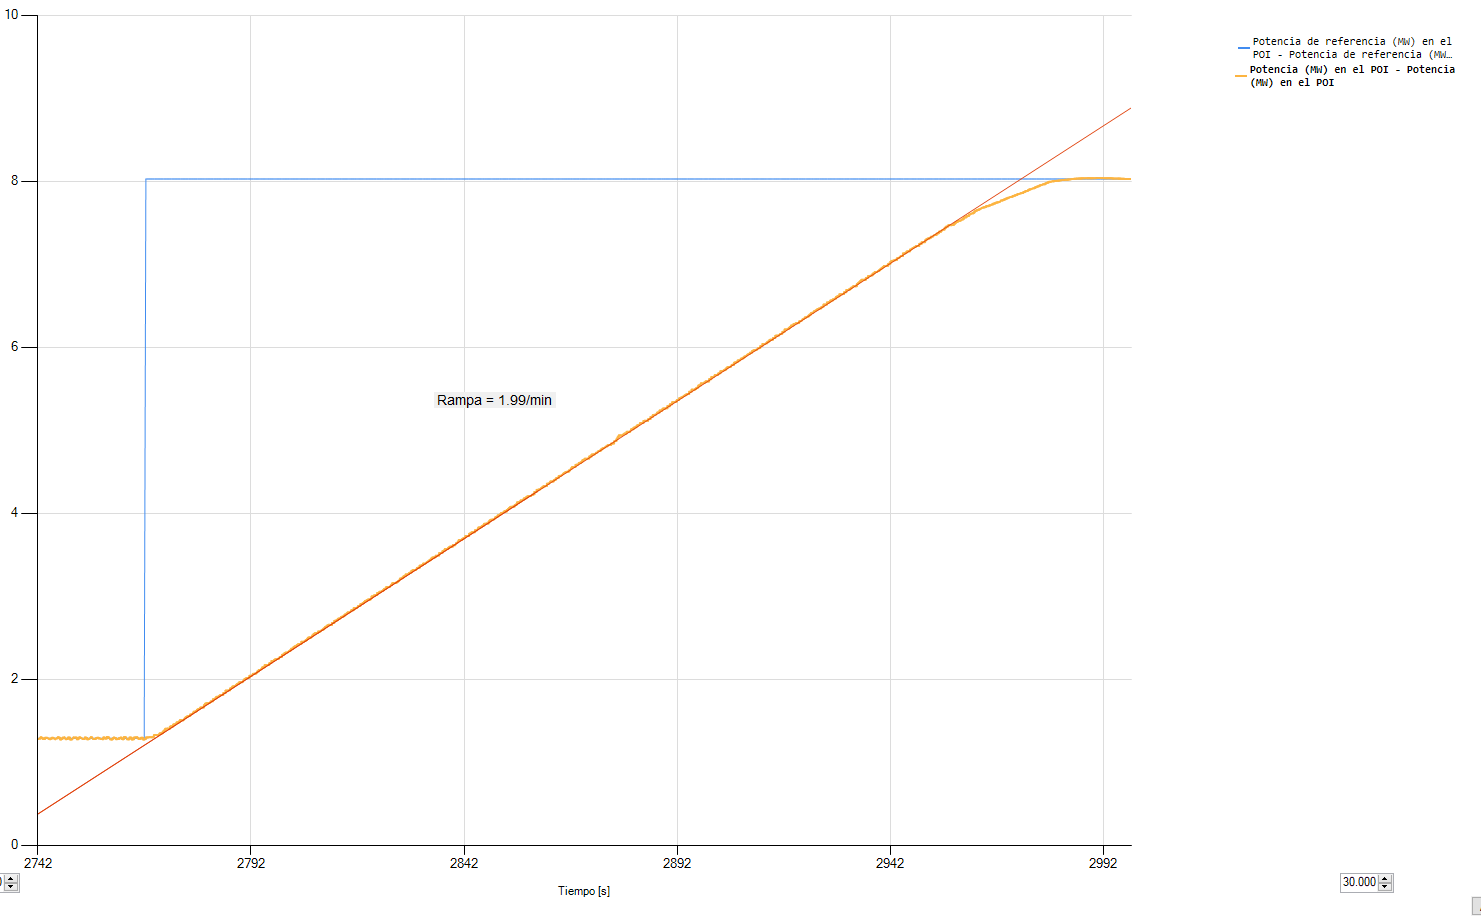 10
Potencia de referencia (MW) en el
POI - Potencia de referencia (MW…
Potencia (MW) en el POI - Potencia
(MW) en el POI
8
6
Rampa = 1.99/min
4
2
0
2742 2792 2842 2892 2942 2992
30.000
Tiempo [s]